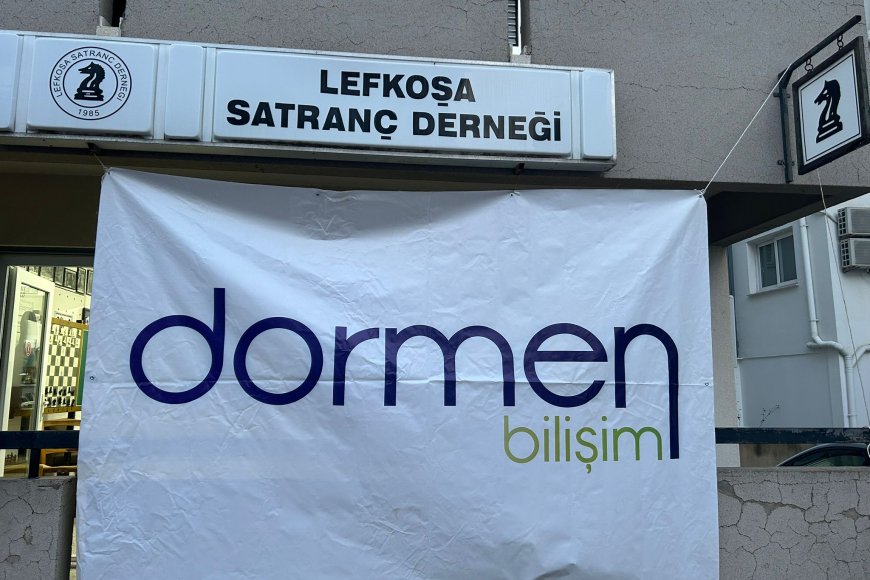 LEFKOŞA SATRANÇ DERNEĞİ
1985
LEFKOŞA
SATRANÇ DERNEĞİ
dormen
bilişim